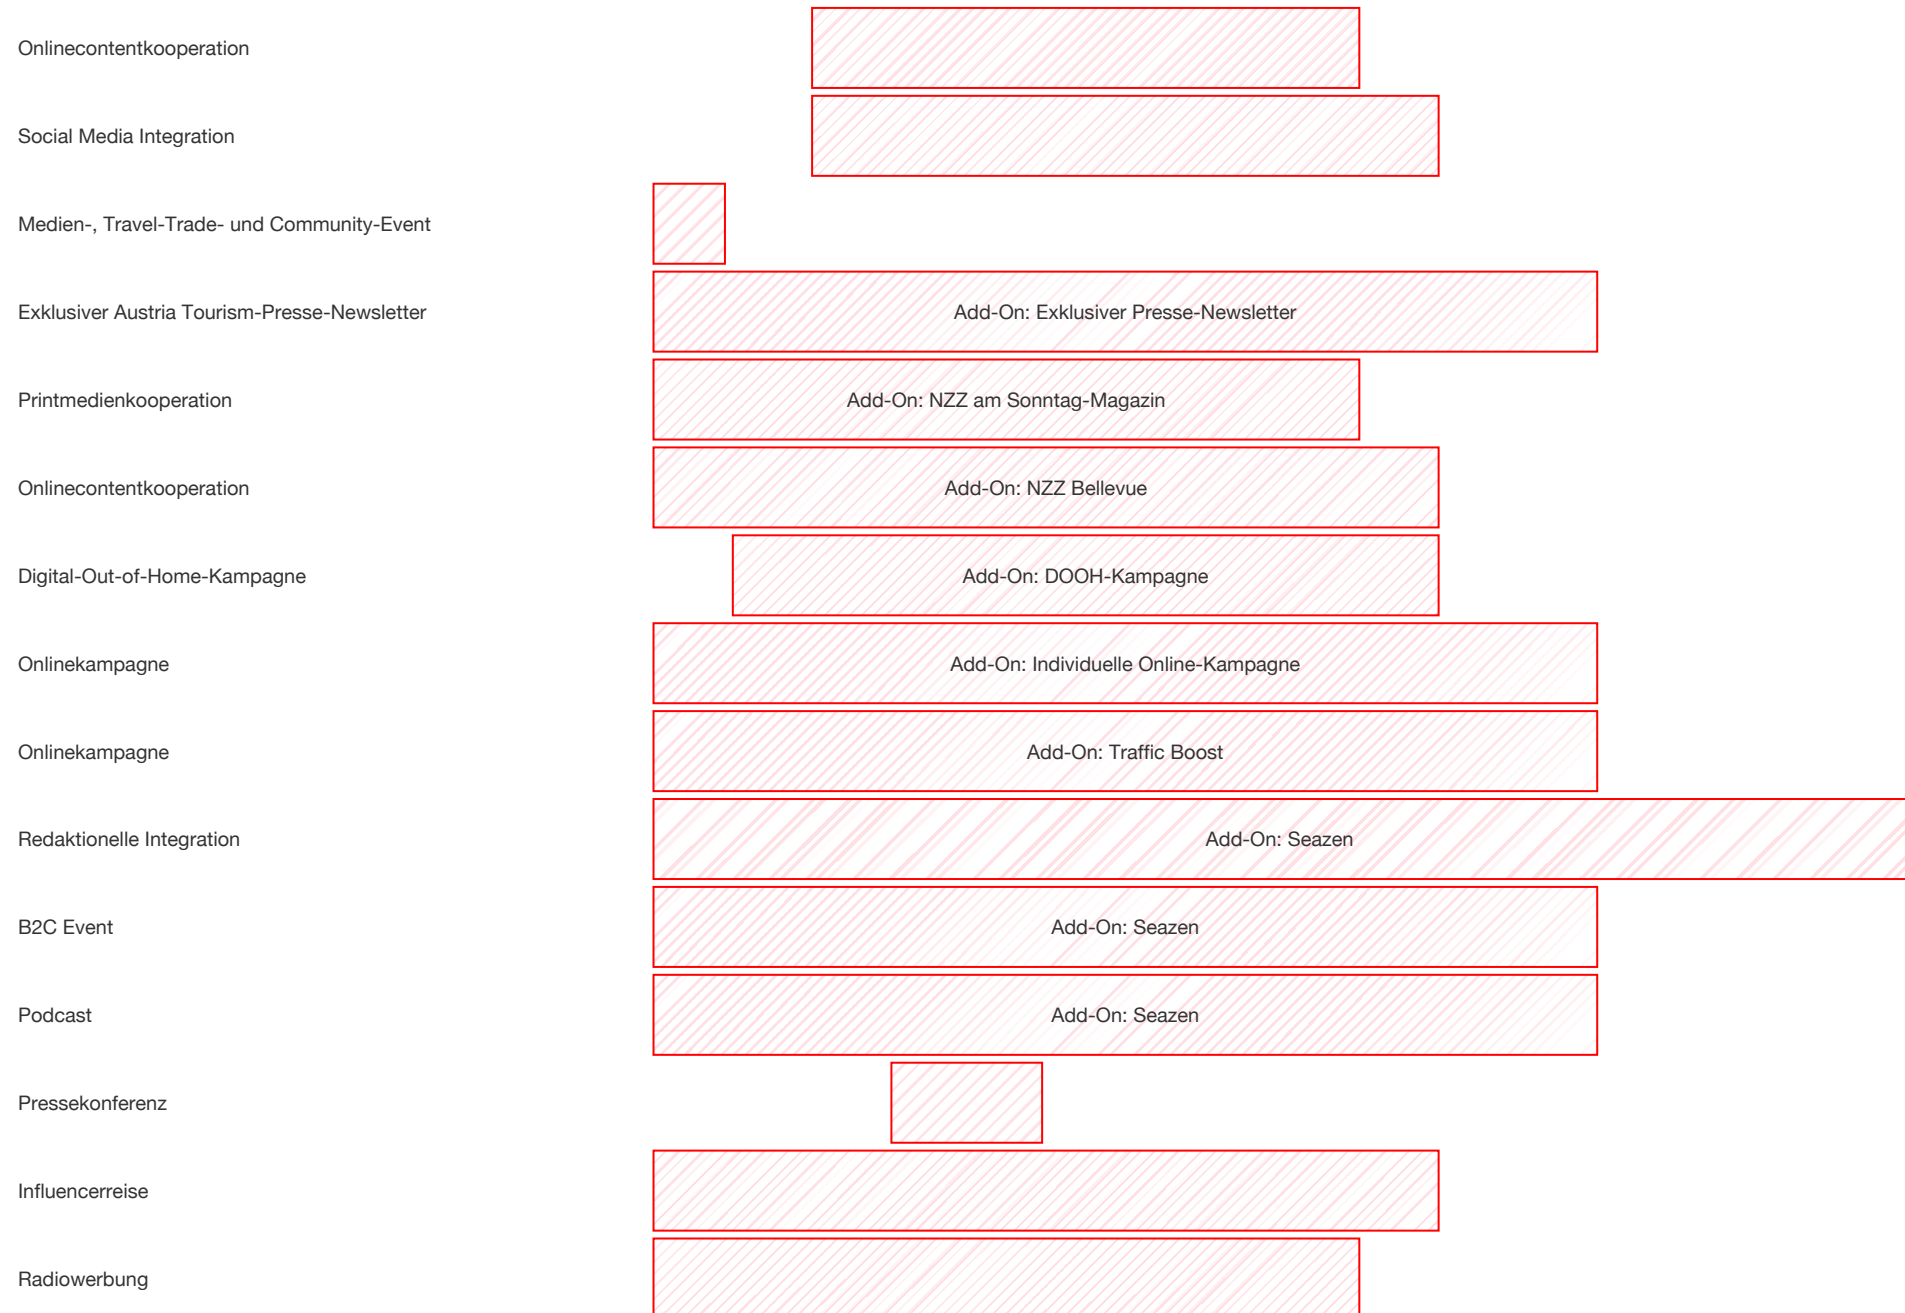 Onlinecontentkooperation
Social Media Integration
Medien-, Travel-Trade- und Community-Event
Exklusiver Austria Tourism-Presse-Newsletter
Add-On: Exklusiver Presse-Newsletter
Printmedienkooperation
Add-On: NZZ am Sonntag-Magazin
Onlinecontentkooperation
Add-On: NZZ Bellevue
Digital-Out-of-Home-Kampagne
Add-On: DOOH-Kampagne
Onlinekampagne
Add-On: Individuelle Online-Kampagne
Onlinekampagne
Add-On: Traffic Boost
Redaktionelle Integration
Add-On: Seazen
B2C Event
Add-On: Seazen
Podcast
Add-On: Seazen
Pressekonferenz
Influencerreise
Radiowerbung